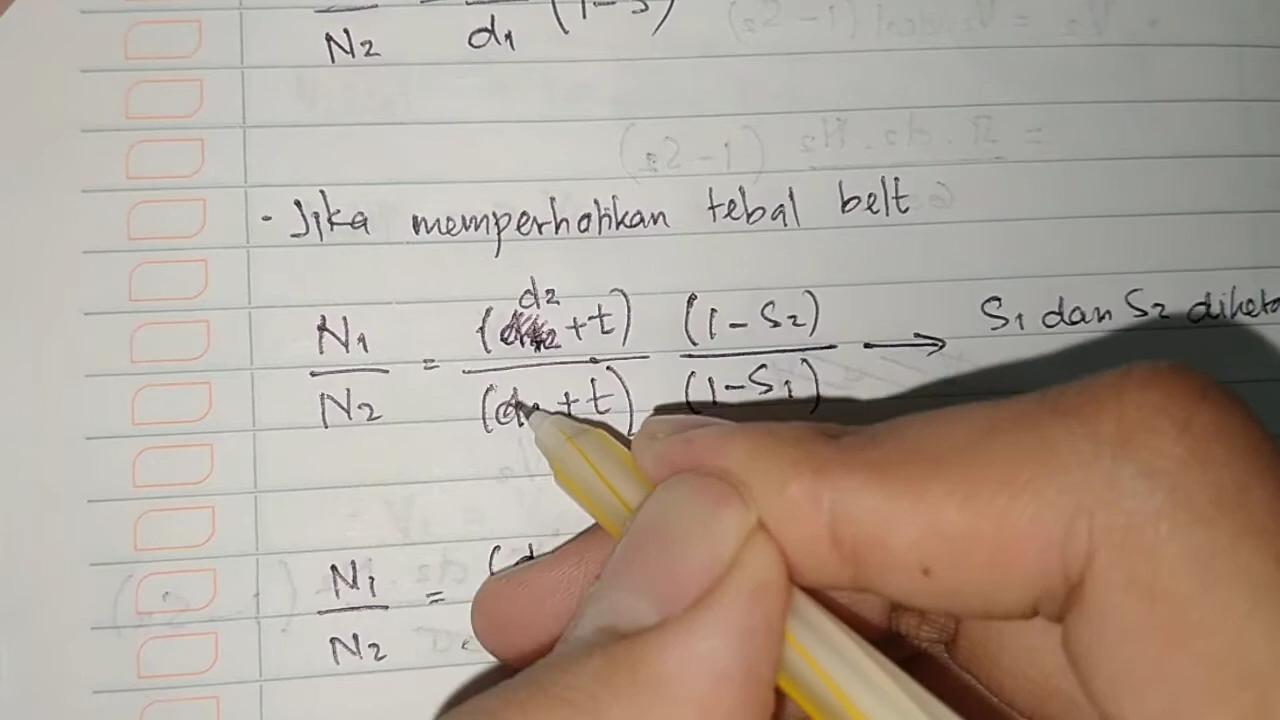 N2 d1 (1-S)
· Jika memperhatikan tebal belt
d2
N1 = ( +t) (1-S2) → S1 dan S2
N2 (d +t) (1-S1)
N1 = (d
N2